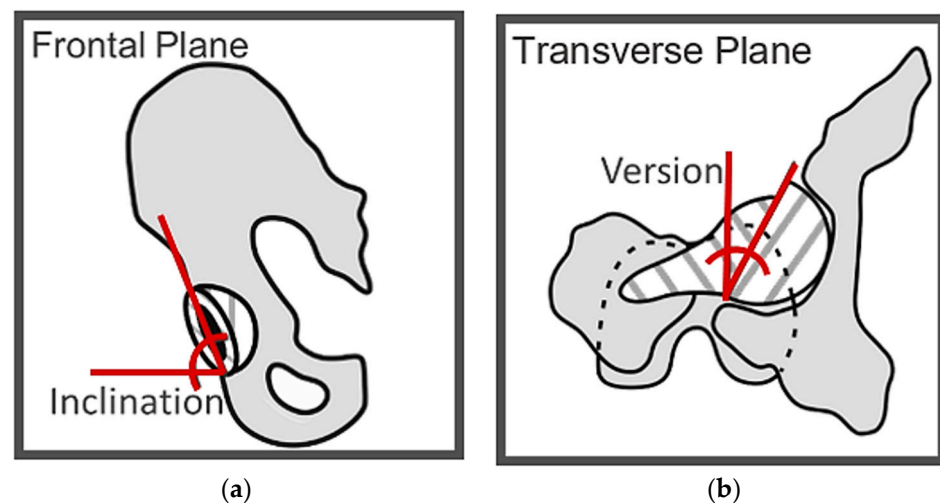 Frontal Plane
Inclination
(a)
Transverse Plane
Version
(b)